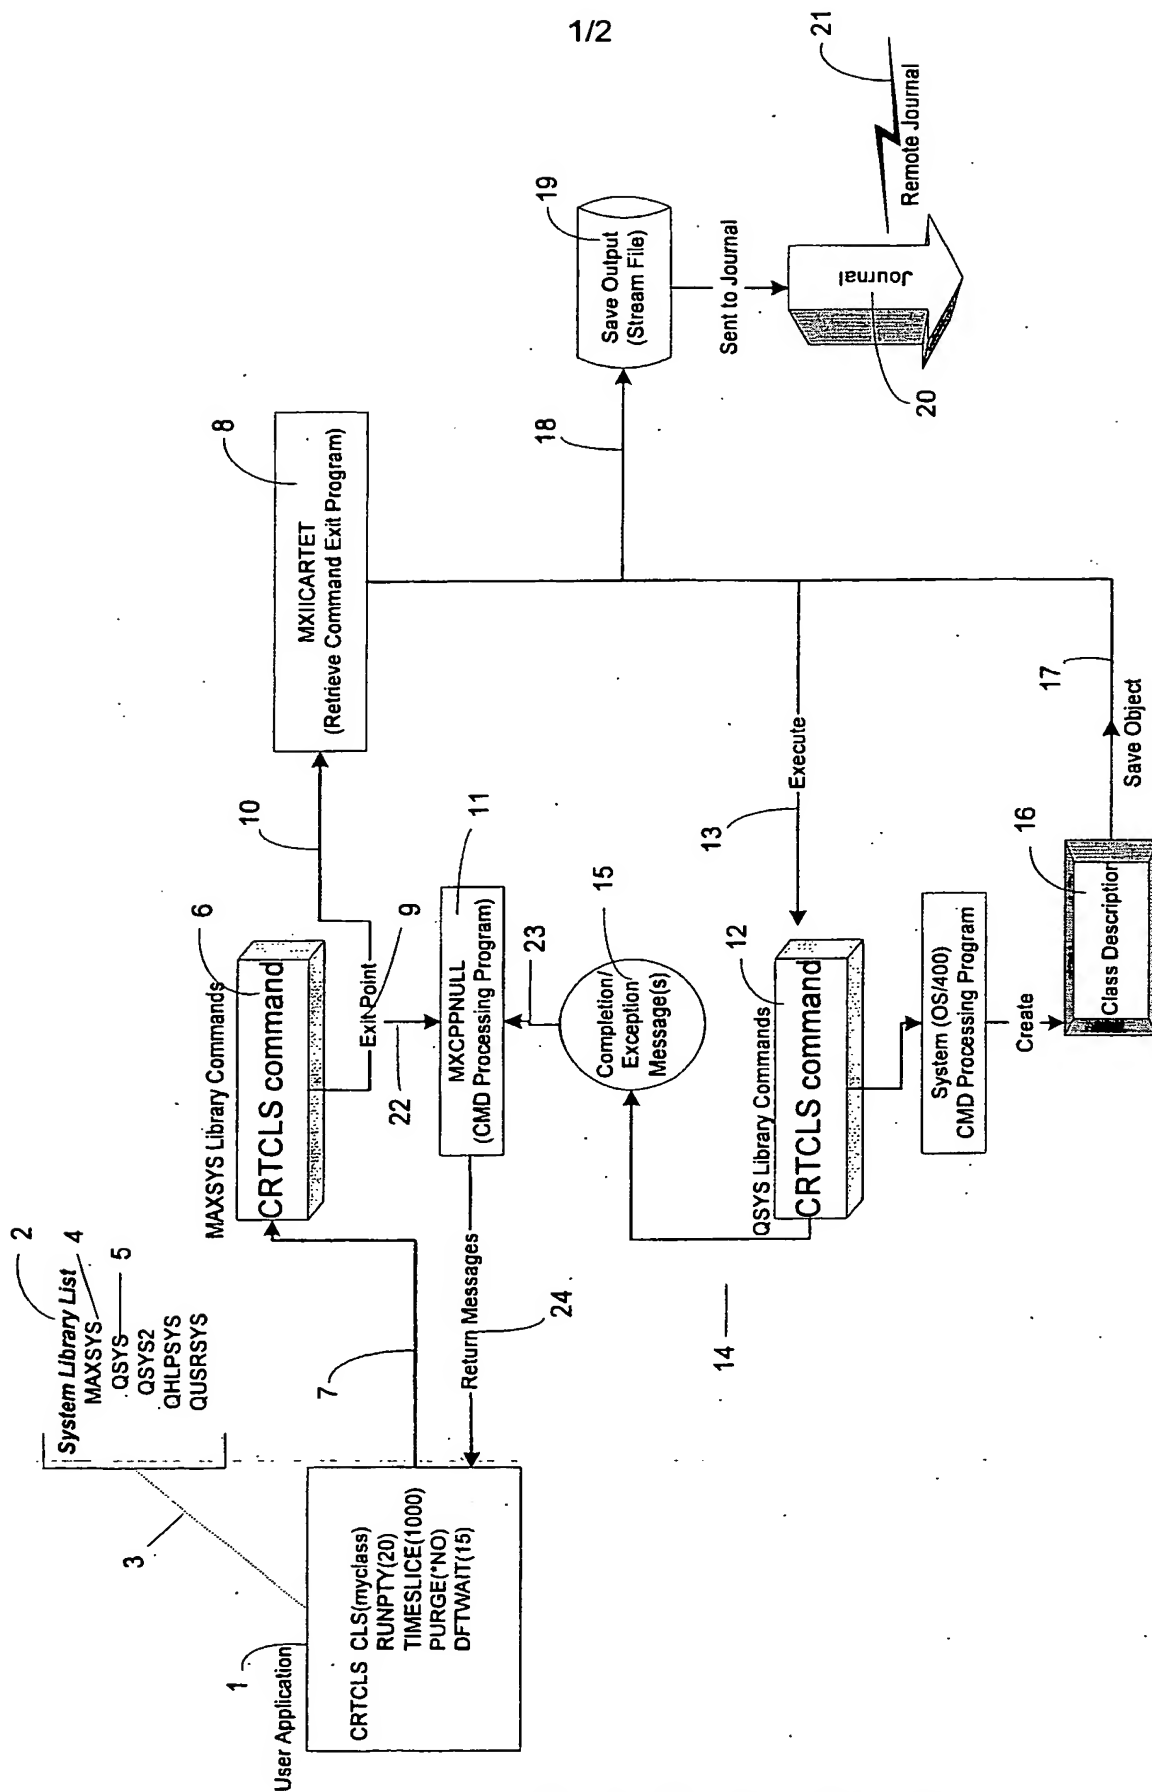 1/2
User Application
1
CRTCLS CLS(myclass)
RUNPTY(20)
TIMESLICE(1000)
PURGE(*NO)
DFTWAIT(15)
3
System Library List
2
MAXSYS
4
QSYS
5
QSYS2
QHLPSYS
QUSRSYS
7
MAXSYS Library Commands
6
CRTCLS command
Exit Point
9
10
22
MXIICARTET
(Retrieve Command Exit Program)
8
MXCPPNULL
(CMD Processing Program)
11
Return Messages
24
23
Completion/
Exception
Message(s)
15
14
Execute
13
QSYS Library Commands
12
CRTCLS command
System (OS/400)
CMD Processing Program
Create
Class Description
16
Save Object
17
18
Save Output
(Stream File)
19
Sent to Journal
Journal
20
Remote Journal
21